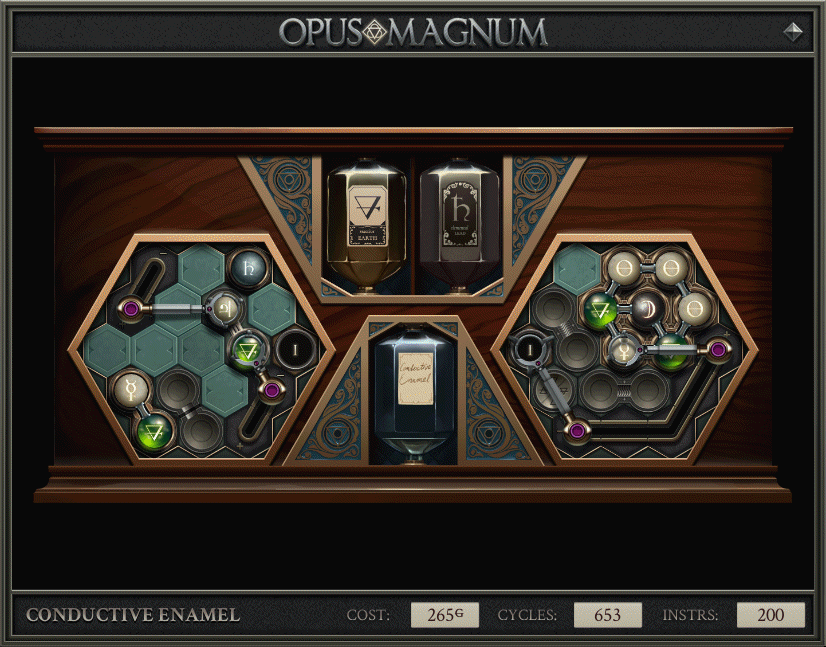 OPUS MAGNUM
EARTH
Conductive
Enamel
I
I
CONDUCTIVE ENAMEL
COST:
265G
CYCLES:
653
INSTRS:
200